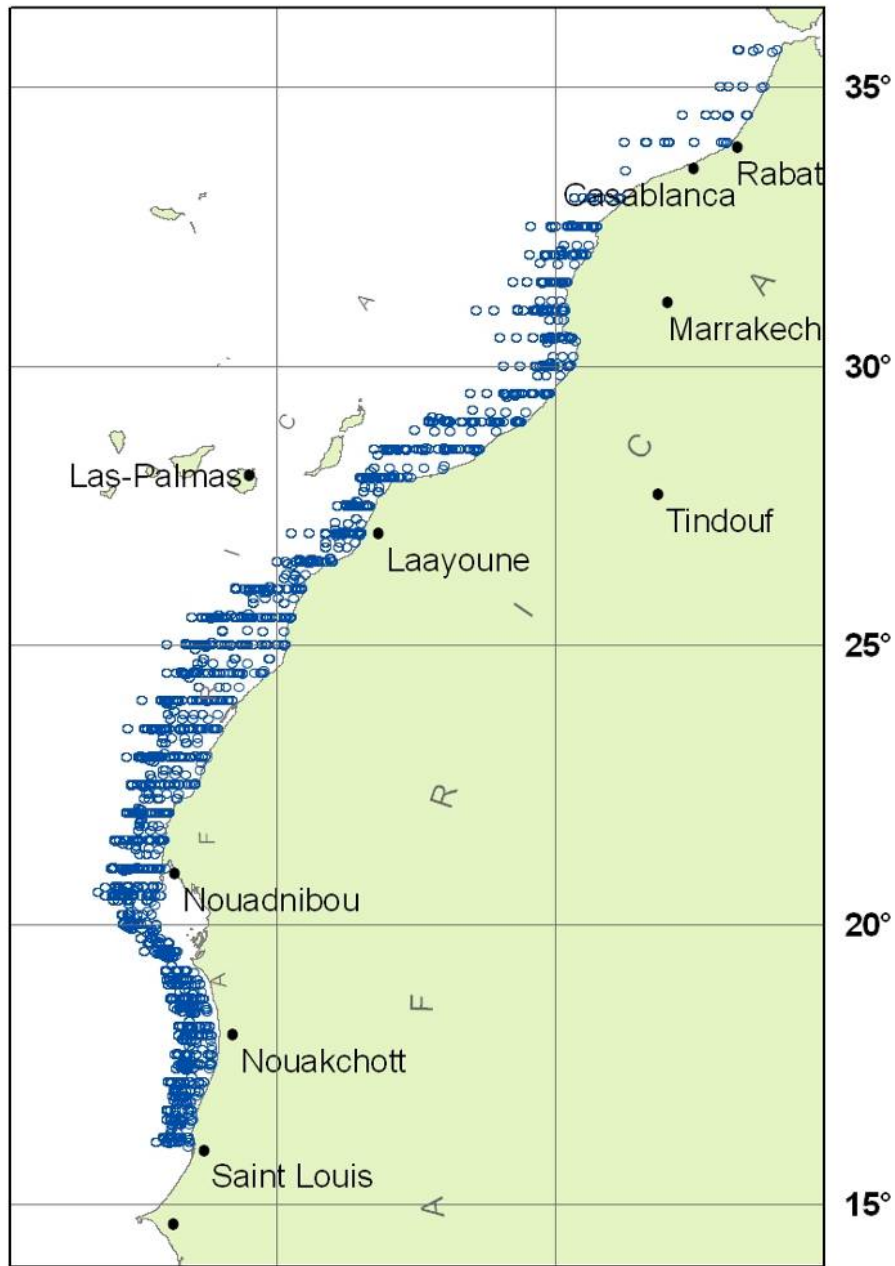 35°
Rabat
Casablanca
Marrakech
30°
Las-Palmas
Tindouf
Laayoune
25°
Nouadnibou
20°
Nouakchott
Saint Louis
15°
A F R I C A
A F R I C A